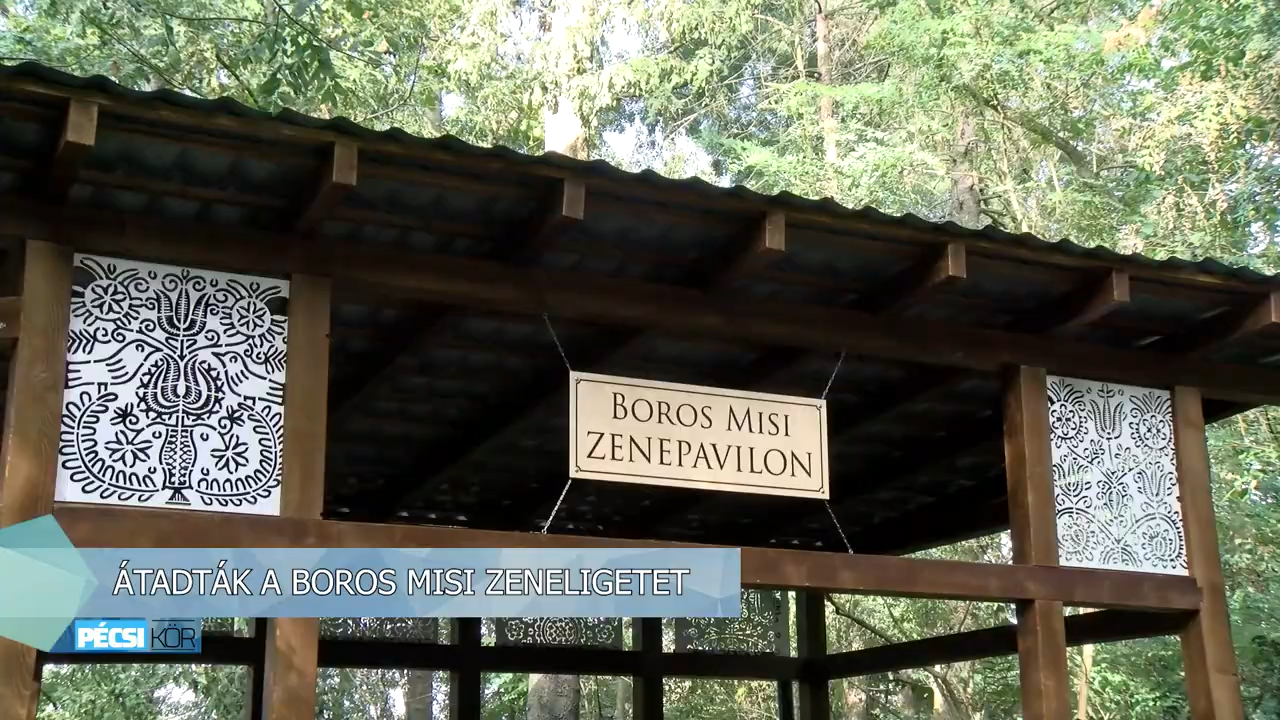 BOROS MISI
ZENEPAVILON
ÁTADTÁK A BOROS MISI ZENELIGETET
PÉCSI KÖR